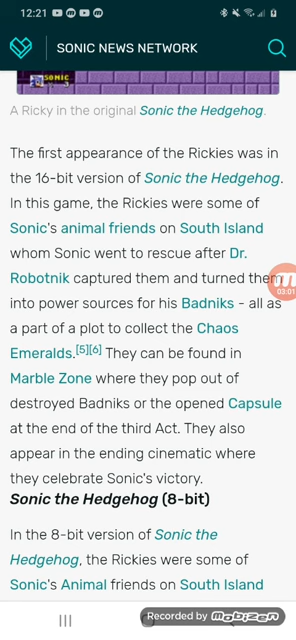 12:21
SONIC NEWS NETWORK
SONIC
3
A Ricky in the original Sonic the Hedgehog.
The first appearance of the Rickies was in
the 16-bit version of Sonic the Hedgehog.
In this game, the Rickies were some of
Sonic's animal friends on South Island
whom Sonic went to rescue after Dr.
Robotnik captured them and turned them
03:01
into power sources for his Badniks - all as
a part of a plot to collect the Chaos
Emeralds.[5][6] They can be found in
Marble Zone where they pop out of
destroyed Badniks or the opened Capsule
at the end of the third Act. They also
appear in the ending cinematic where
they celebrate Sonic's victory.
Sonic the Hedgehog (8-bit)
In the 8-bit version of Sonic the
Hedgehog, the Rickies were some of
Sonic's Animal friends on South Island
Recorded by Mobizen